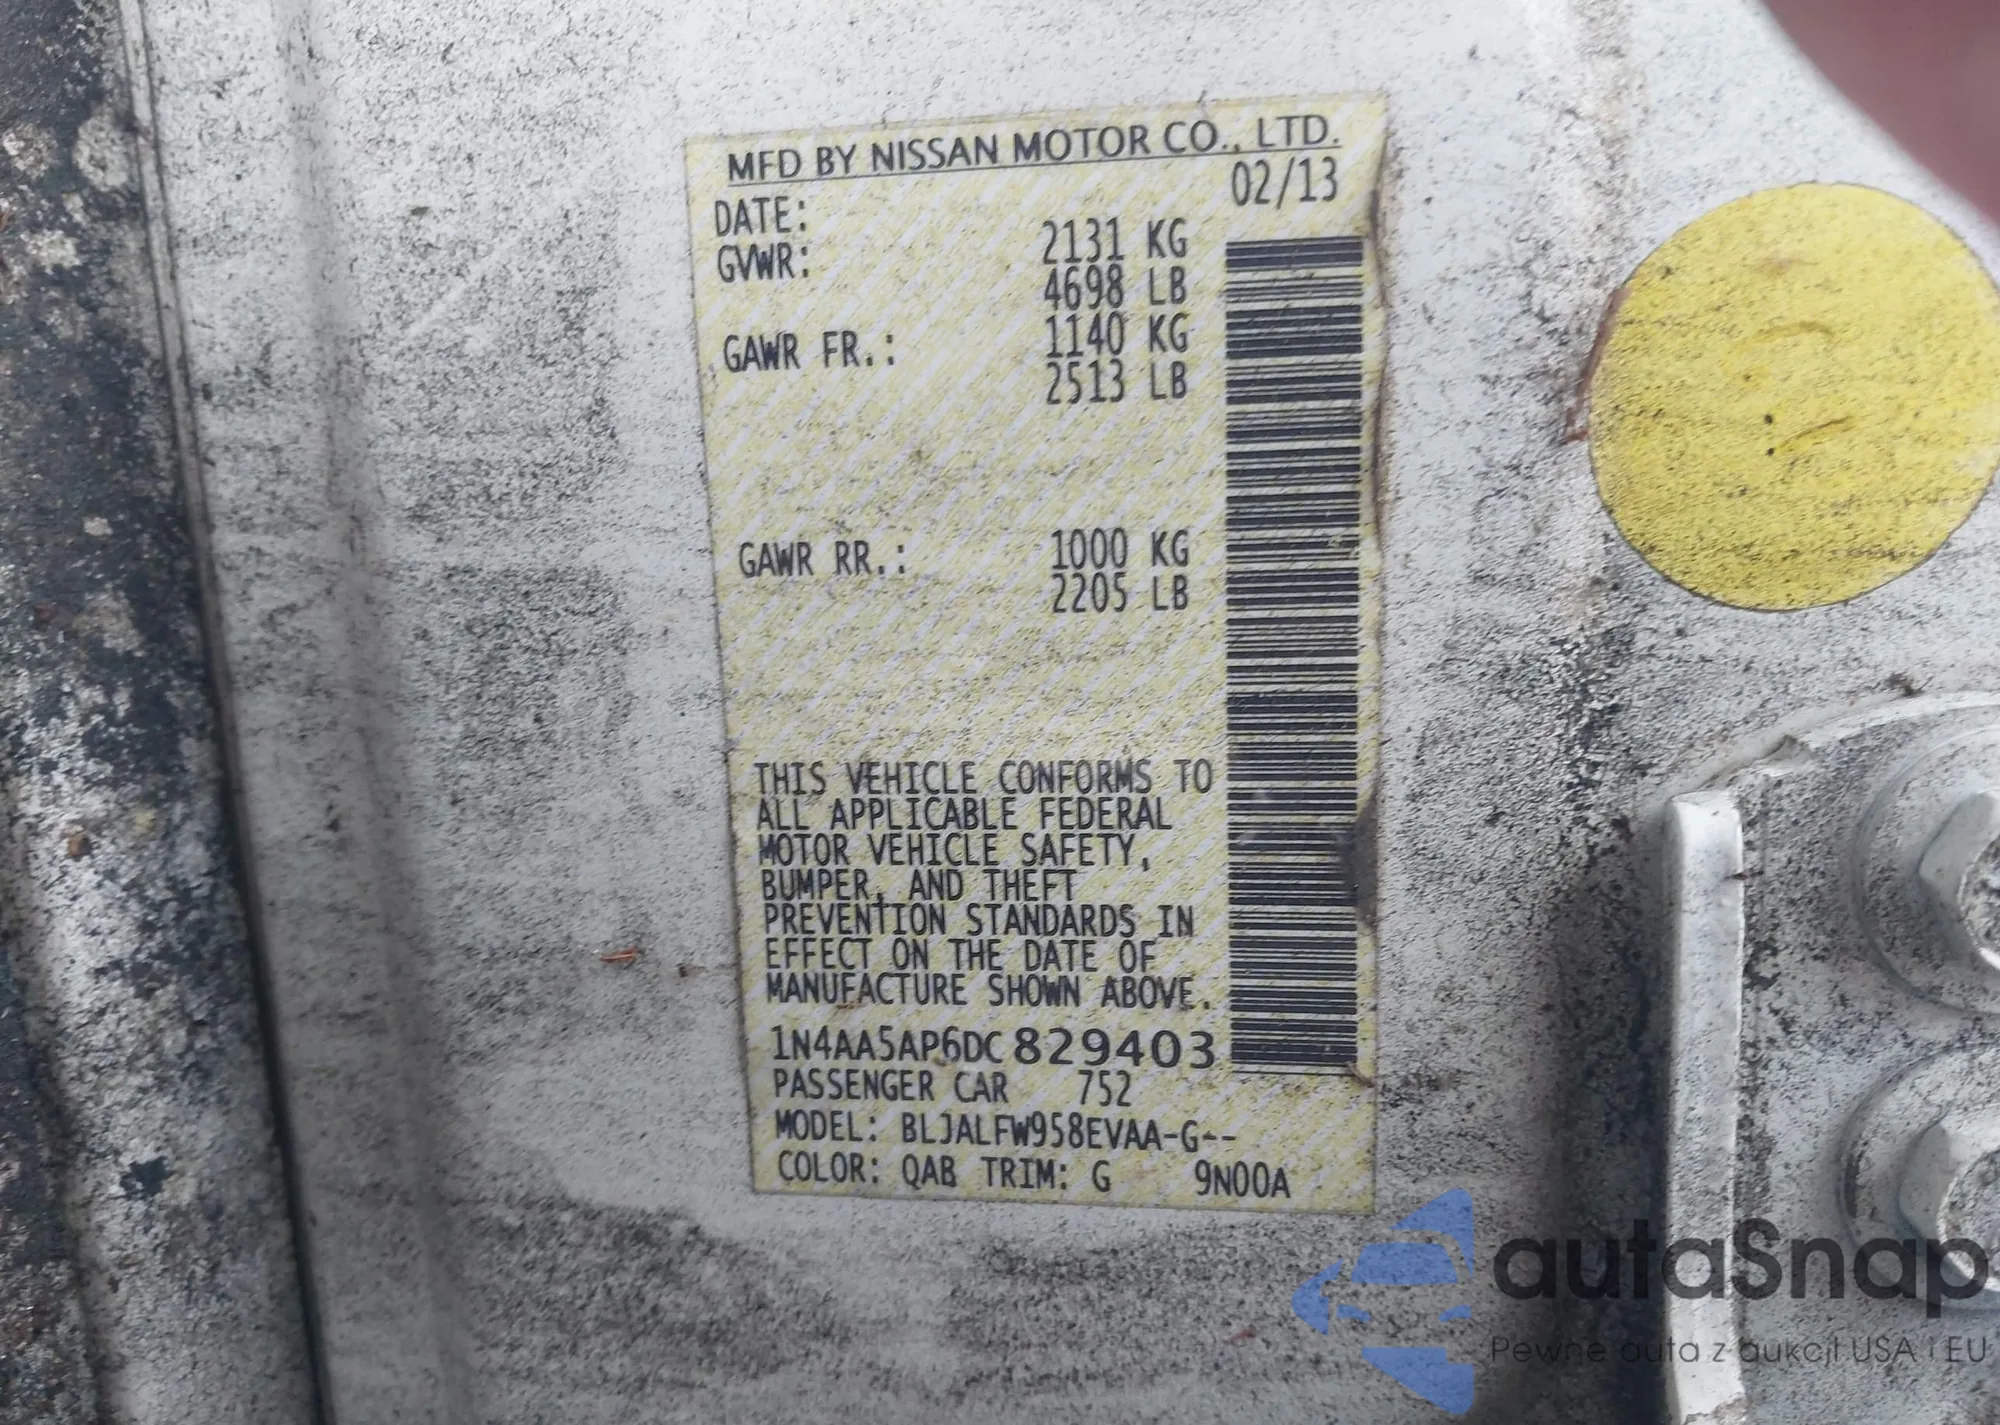 MFD BY NISSAN MOTOR CO., LTD.
DATE: 02/13
GVWR: 2131 KG
4698 LB
GAWR FR.: 1140 KG
2513 LB
GAWR RR.: 1000 KG
2205 LB
THIS VEHICLE CONFORMS TO
ALL APPLICABLE FEDERAL
MOTOR VEHICLE SAFETY,
BUMPER, AND THEFT
PREVENTION STANDARDS IN
EFFECT ON THE DATE OF
MANUFACTURE SHOWN ABOVE.
1N4AA5AP6DC829403
PASSENGER CAR 752
MODEL: BLJALFW958EVAA-G--
COLOR: QAB TRIM: G 9N00A
autaSnap
Pewne auta z aukcji USA i EU